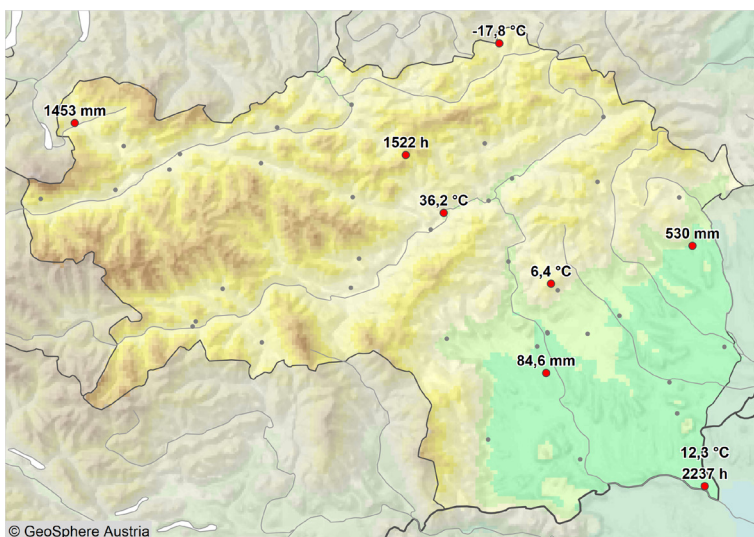 -17,8 °C
1453 mm
1522 h
36,2 °C
530 mm
6,4 °C
84,6 mm
12,3 °C
2237 h
© GeoSphere Austria